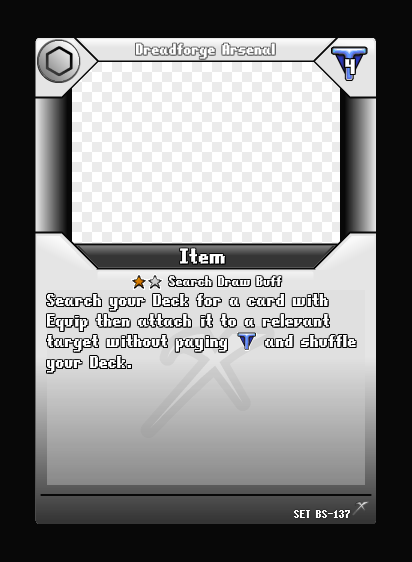 Dreadforge Arsenal
4
Item
Search Draw Buff
Search your Deck for a card with
Equip then attach it to a relevant
target without paying and shuffle
your Deck.
SET BS-137